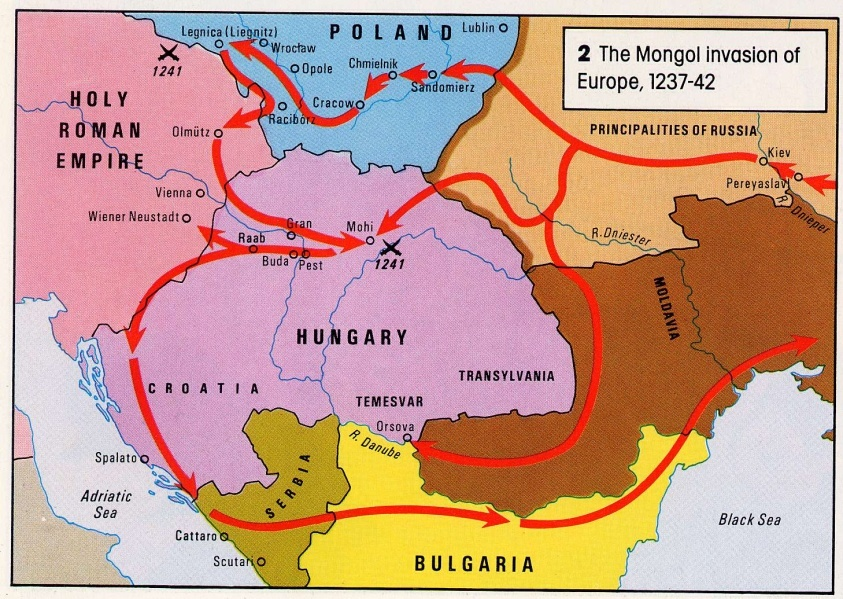 2 The Mongol invasion of
Europe, 1237-42
POLAND
Lublin
Legnica (Liegnitz)
Wrocław
1241
Opole
Chmielnik
Sandomierz
Cracow
Racibórz
HOLY
ROMAN
EMPIRE
Olmütz
PRINCIPALITIES OF RUSSIA
Kiev
Pereyaslavl
R. Dnieper
Vienna
Wiener Neustadt
Gran
Mohi
Raab
Buda
Pest
1241
R. Dniester
MOLDAVIA
HUNGARY
CROATIA
TRANSYLVANIA
TEMESVAR
Orsova
R. Danube
Spalato
SERBIA
Adriatic
Sea
Cattaro
Scutari
BULGARIA
Black Sea